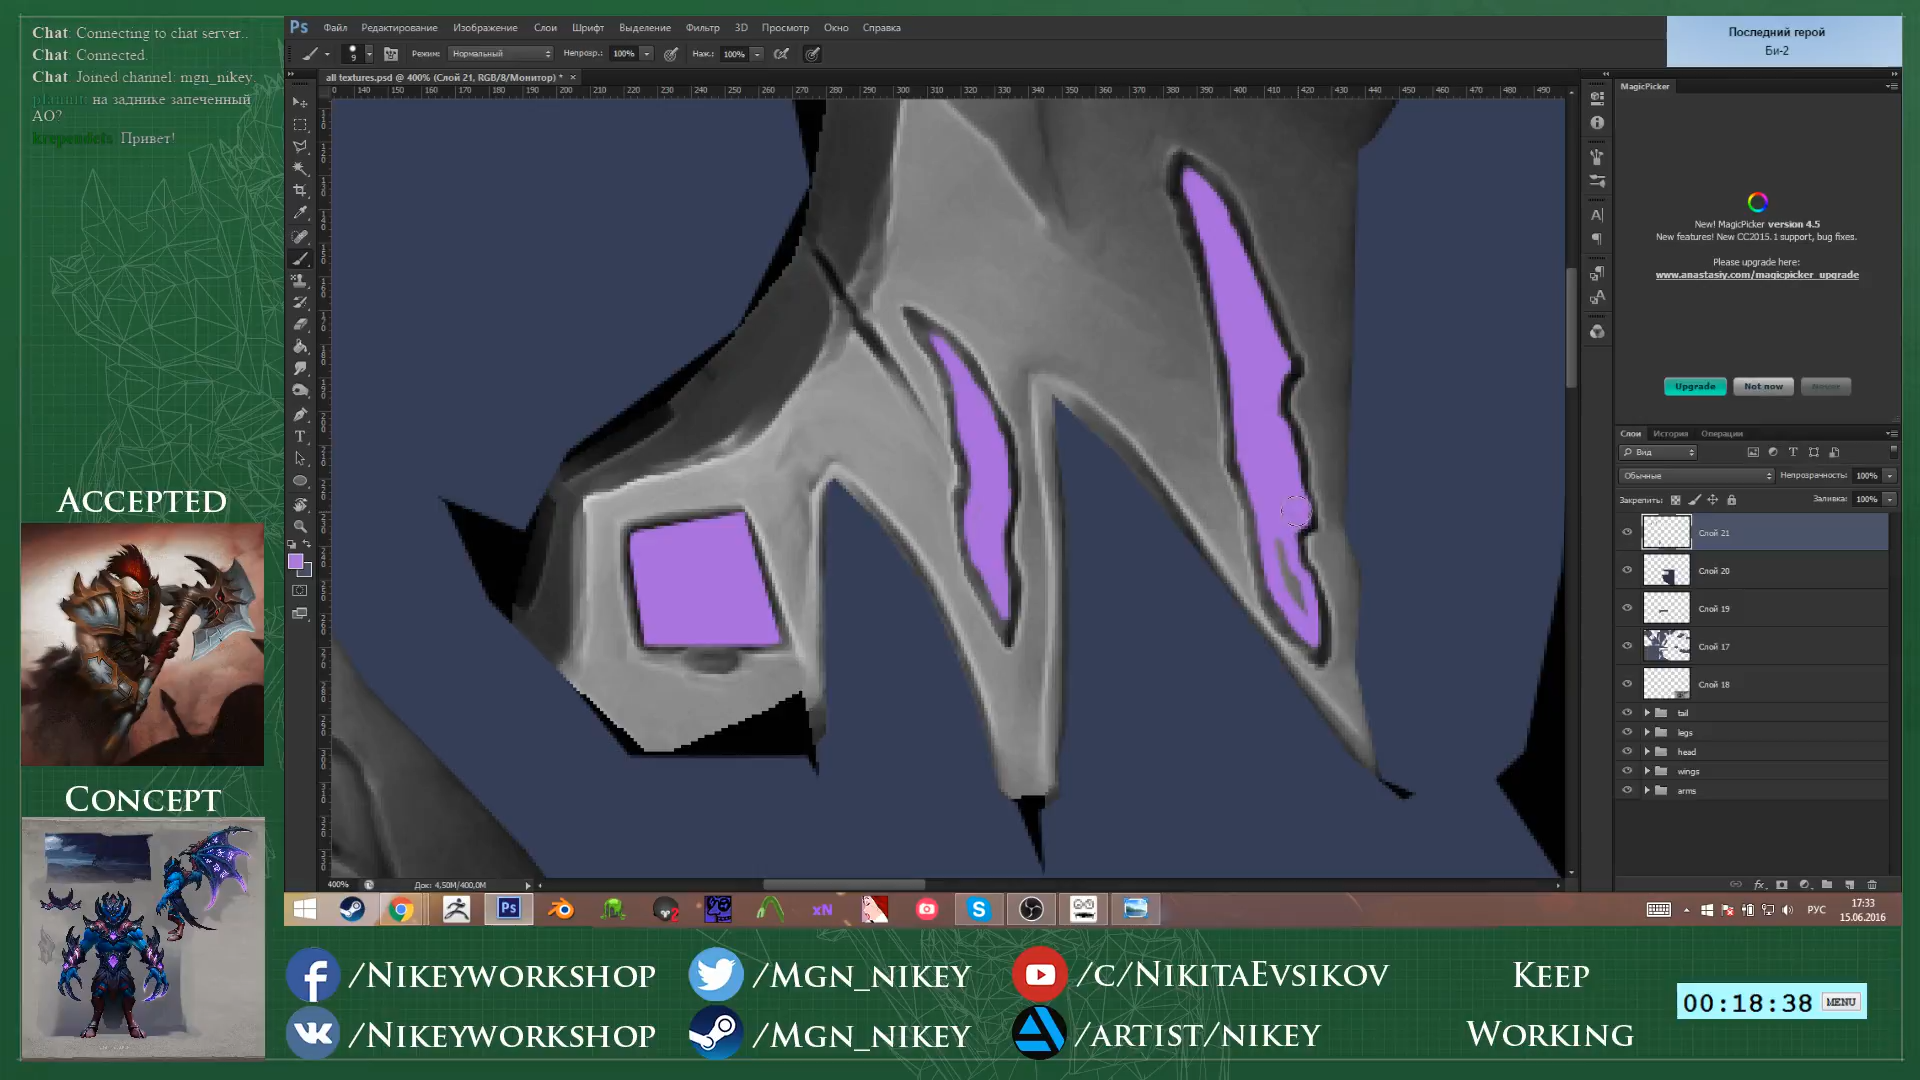 Chat: Connecting to chat server..
Chat: Connected.
Chat: Joined channel: mgn_nikey.
на заднике запеченный
АО?
Привет!
ACCEPTED
CONCEPT
Ps Файл Редактирование Изображение Слои Шрифт Выделение Фильтр 3D Просмотр Окно Справка
9 Режим: Нормальный Непрозр.: 100% Наж.: 100%
all textures.psd @ 400% (Слой 21, RGB/8/Монитор) * ×
400% Док: 4,50M/400,0M
Последний герой
Би-2
MagicPicker
New! MagicPicker version 4.5
New features! New CC2015.1 support, bug fixes.
Please upgrade here:
www.anastasiy.com/magicpicker_upgrade
Upgrade Not now
Слои История Операции
Вид
Обычные Непрозрачность: 100%
Закрепить: Заливка: 100%
Слой 21
Слой 20
Слой 19
Слой 17
Слой 18
tail
legs
head
wings
arms
РУС
17:33
15.06.2016
/NIKEYWORKSHOP /MGN_NIKEY /C/NIKITAEVSIKOV KEEP
/NIKEYWORKSHOP /MGN_NIKEY /ARTIST/NIKEY WORKING
00:18:38 MENU